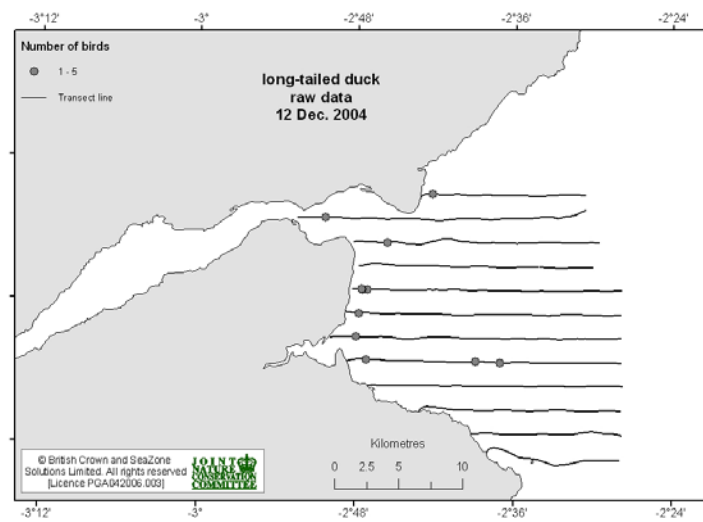 -3°12' -3° -2°48' -2°36' -2°24'
Number of birds
1 - 5
Transect line
long-tailed duck
raw data
12 Dec. 2004
Kilometres
0 2.5 5 10
© British Crown and SeaZone
Solutions Limited. All rights reserved
[Licence PGA042006.003]
JOINT
NATURE
CONSERVATION
COMMITTEE
-3°12' -3° -2°48' -2°36' -2°24'